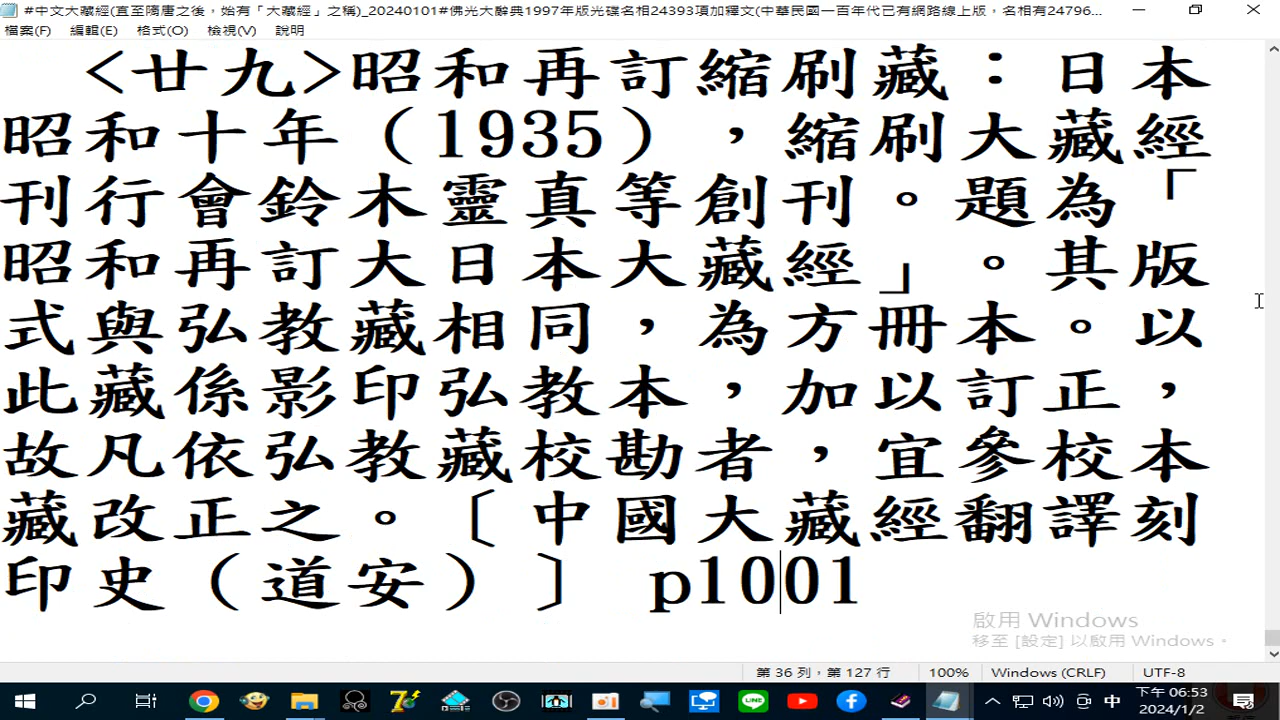 #中文大藏經(直至隋唐之後，始有「大藏經」之稱)_20240101#佛光大辭典1997年版光碟名相24393項加釋文(中華民國一百年代已有網路線上版，名相有24796...
檔案(F) 編輯(E) 格式(O) 檢視(V) 說明
<廿九>昭和再訂縮刷藏：日本
昭和十年（1935），縮刷大藏經
刊行會鈴木靈真等創刊。題為「
昭和再訂大日本大藏經」。其版
式與弘教藏相同，為方冊本。以
此藏係影印弘教本，加以訂正，
故凡依弘教藏校勘者，宜參校本
藏改正之。〔中國大藏經翻譯刻
印史（道安）〕 p1001
啟用 Windows
移至 [設定] 以啟用 Windows。
第 36 列，第 127 行 100% Windows (CRLF) UTF-8
中 下午 06:53
2024/1/2